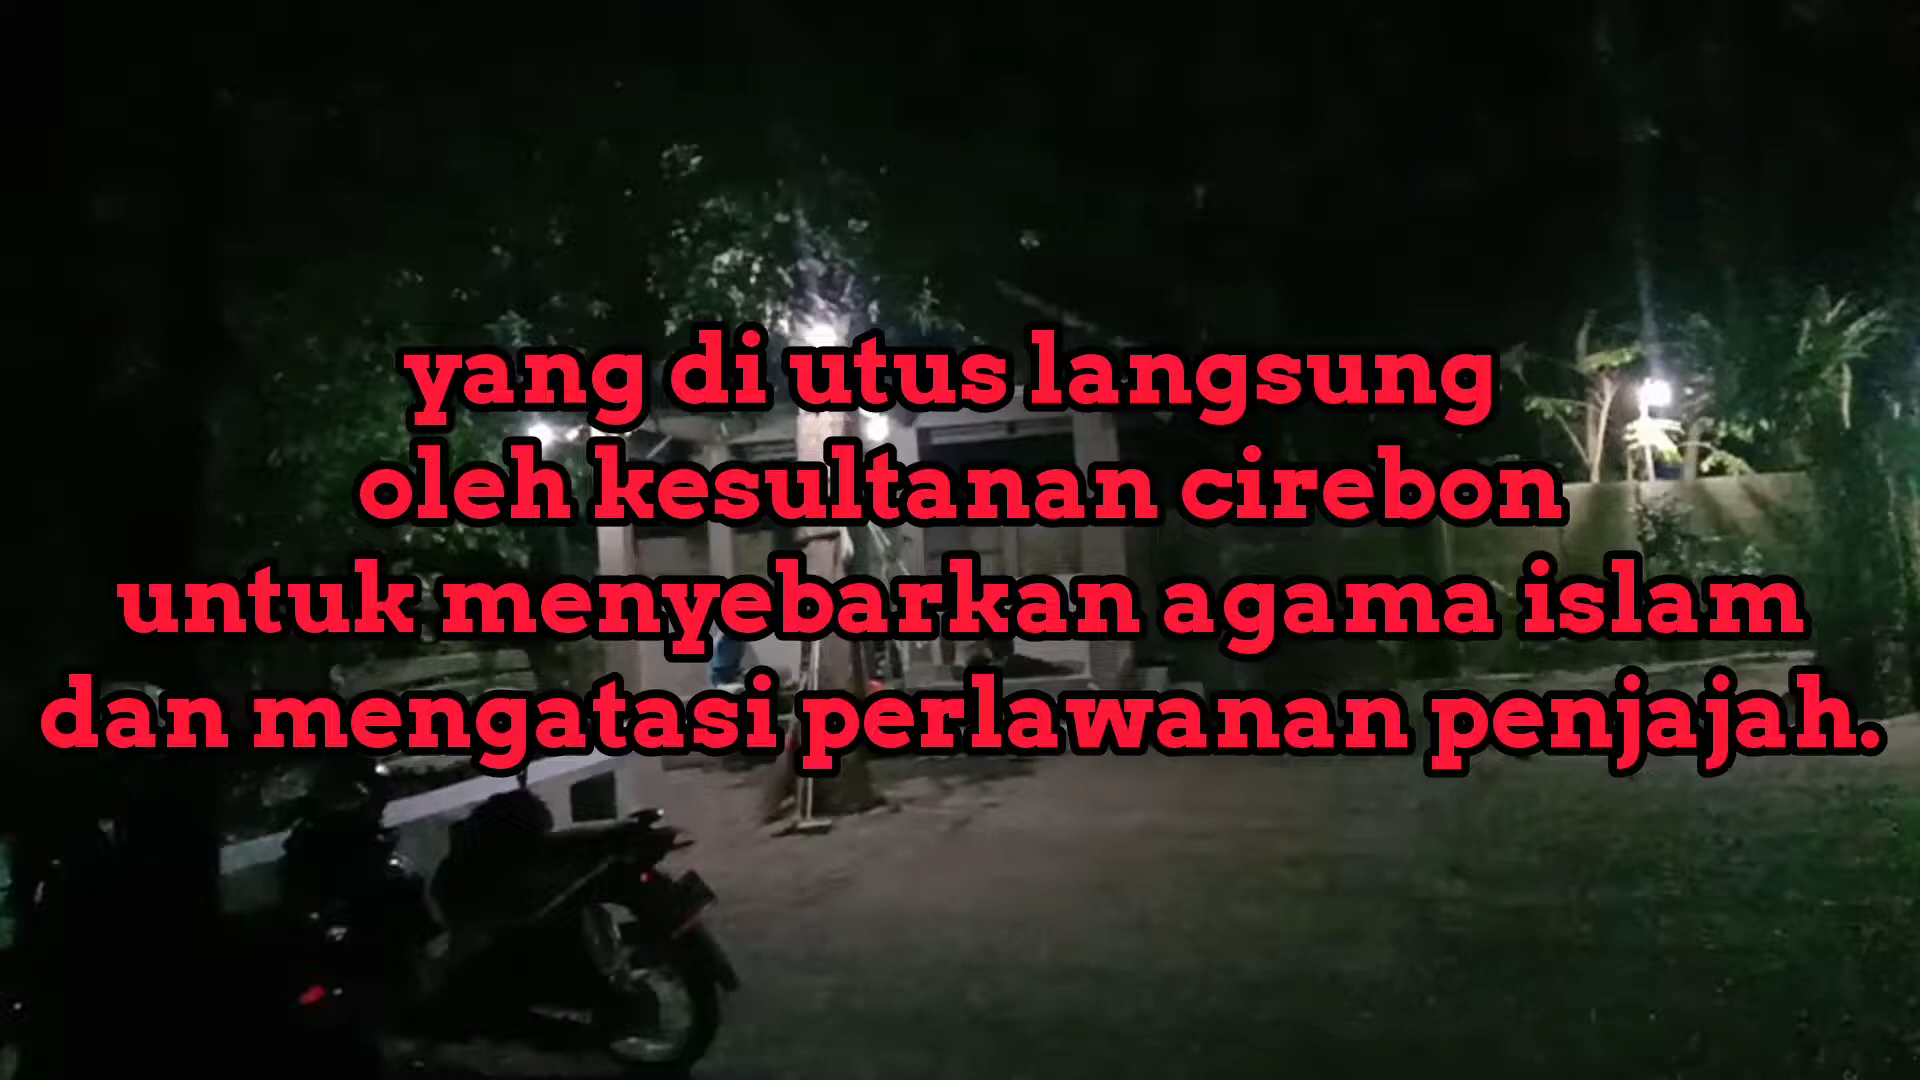 yang di utus langsung
oleh kesultanan cirebon
untuk menyebarkan agama islam
dan mengatasi perlawanan penjajah.